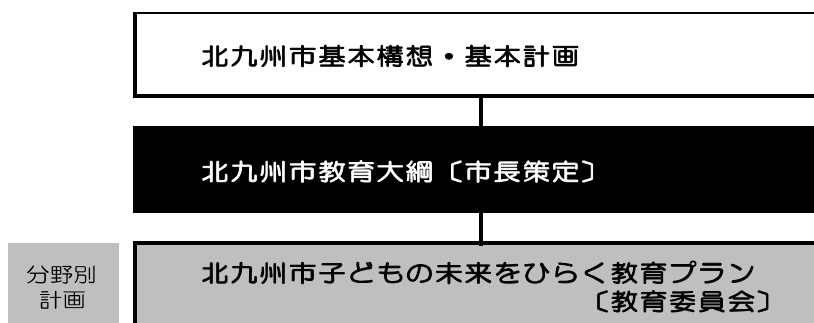 北九州市基本構想・基本計画
北九州市教育大綱〔市長策定〕
分野別
計画
北九州市子どもの未来をひらく教育プラン
〔教育委員会〕